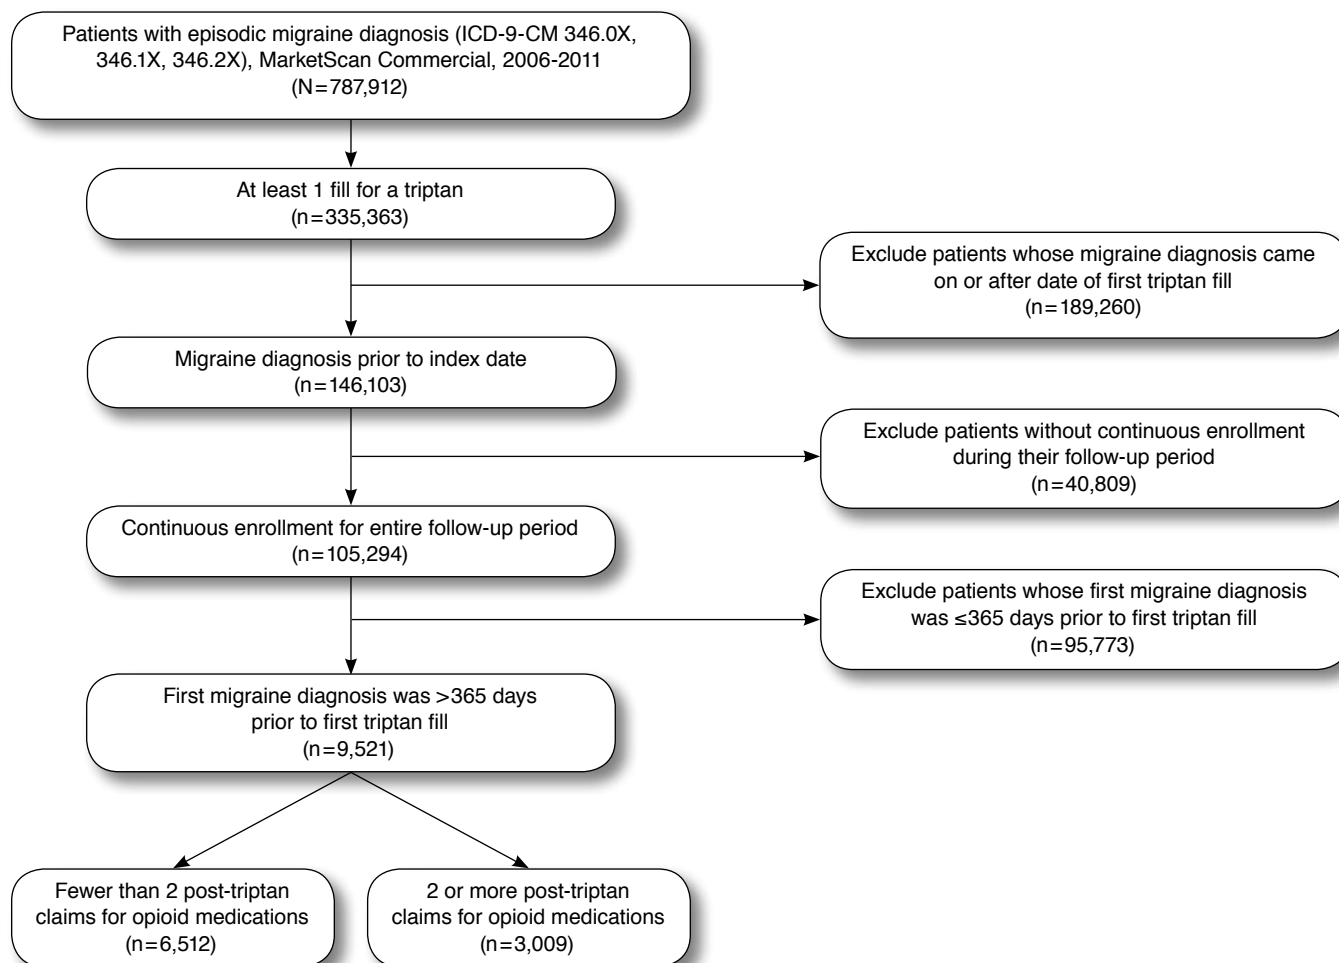 Patients with episodic migraine diagnosis (ICD-9-CM 346.0X,
346.1X, 346.2X), MarketScan Commercial, 2006-2011
(N=787,912)
At least 1 fill for a triptan
(n=335,363)
Exclude patients whose migraine diagnosis came
on or after date of first triptan fill
(n=189,260)
Migraine diagnosis prior to index date
(n=146,103)
Exclude patients without continuous enrollment
during their follow-up period
(n=40,809)
Continuous enrollment for entire follow-up period
(n=105,294)
Exclude patients whose first migraine diagnosis
was ≤365 days prior to first triptan fill
(n=95,773)
First migraine diagnosis was >365 days
prior to first triptan fill
(n=9,521)
Fewer than 2 post-triptan
claims for opioid medications
(n=6,512)
2 or more post-triptan
claims for opioid medications
(n=3,009)